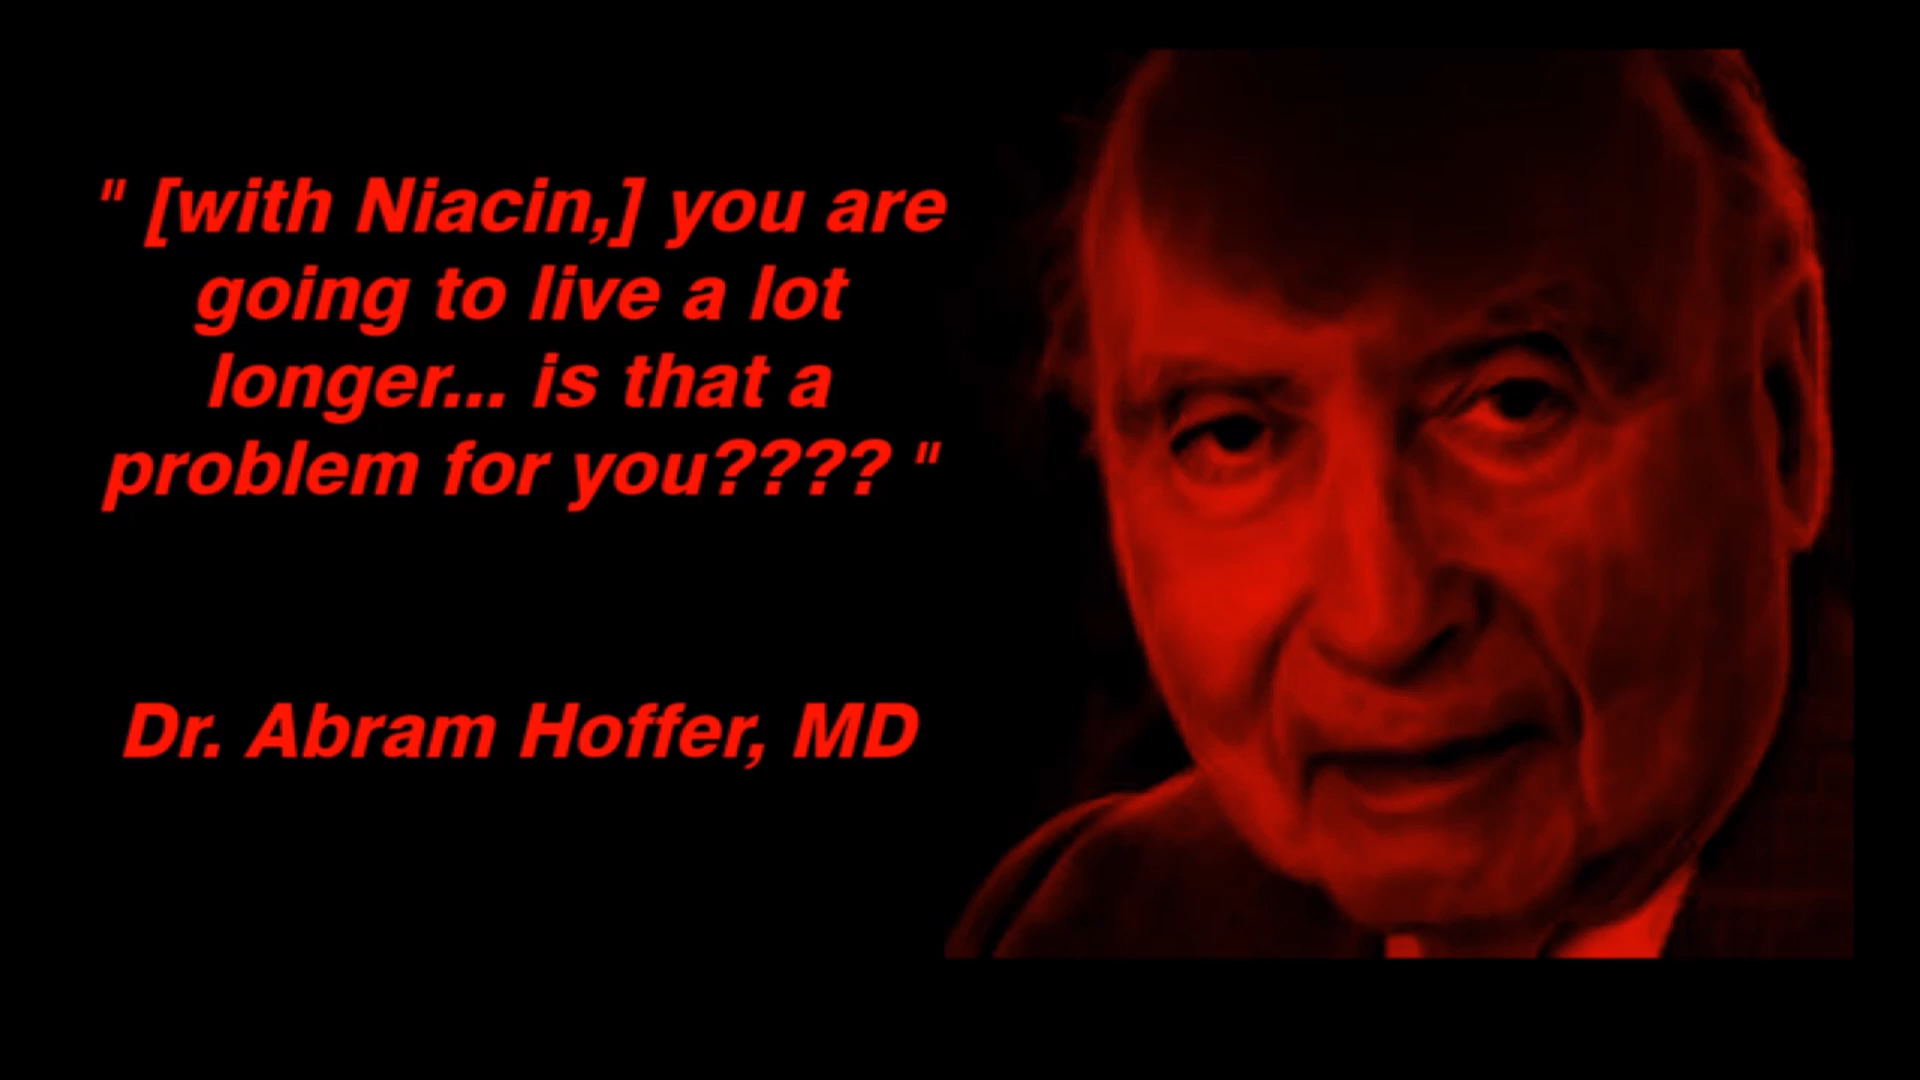 " [with Niacin,] you are
going to live a lot
longer... is that a
problem for you???? "
Dr. Abram Hoffer, MD